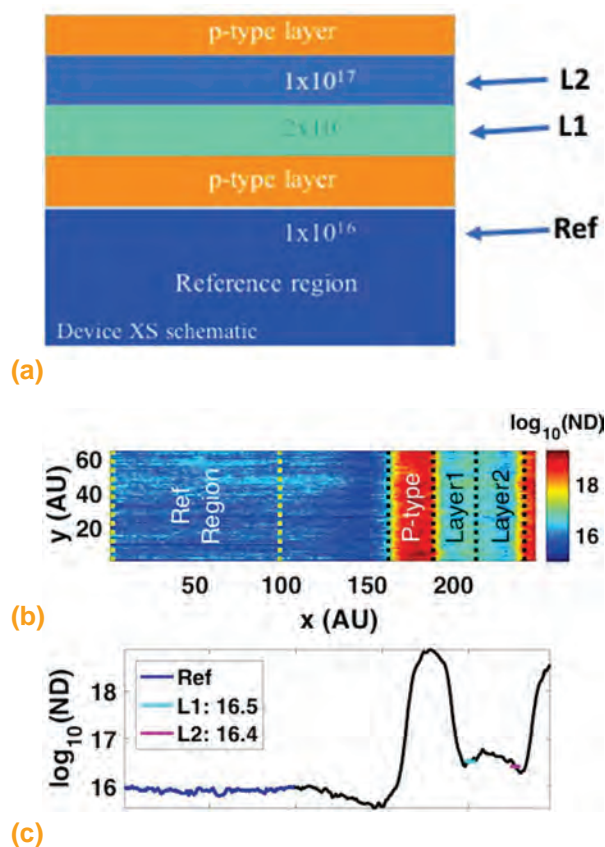 p-type layer
1x10¹⁷
L2
L1
p-type layer
1x10¹⁶
Ref
Reference region
Device XS schematic
(a)
log₁₀(ND)
y (AU)
60
40
20
Ref
Region
P-type
Layer1
Layer2
18
16
50
100
150
200
x (AU)
(b)
log₁₀(ND)
18
17
16
Ref
L1: 16.5
L2: 16.4
(c)